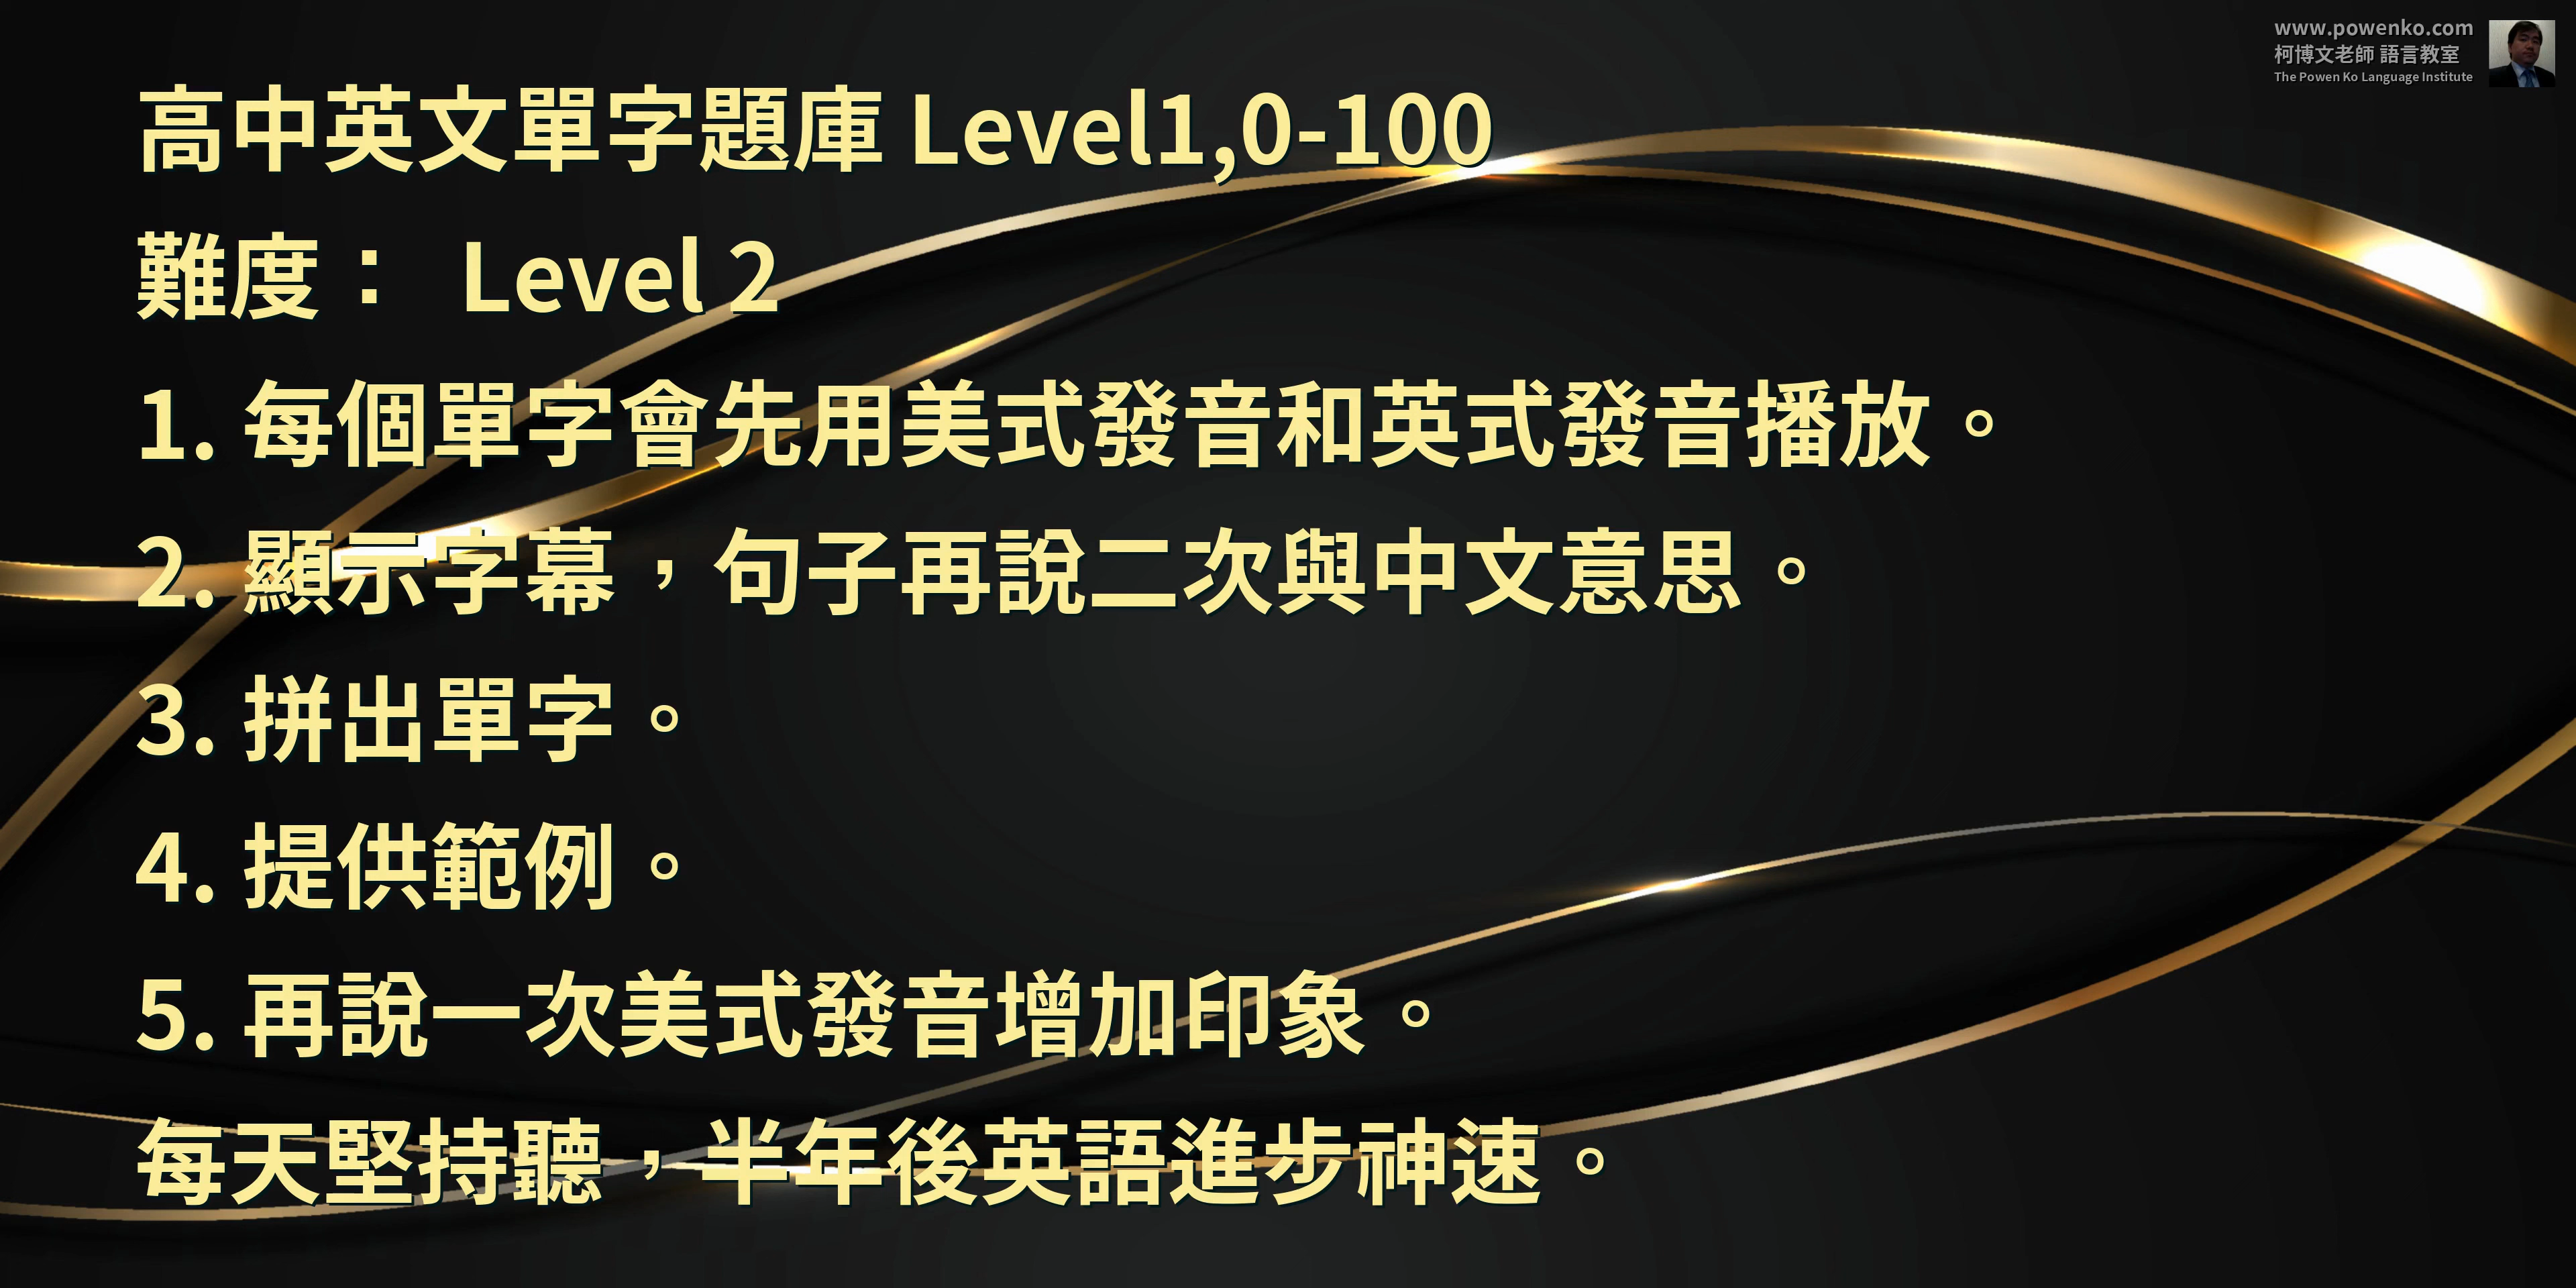 www.powenko.com
柯博文老師 語言教室
The Powen Ko Language Institute
高中英文單字題庫 Level1,0-100
難度： Level 2
1. 每個單字會先用美式發音和英式發音播放。
2. 顯示字幕，句子再說二次與中文意思。
3. 拼出單字。
4. 提供範例。
5. 再說一次美式發音增加印象。
每天堅持聽，半年後英語進步神速。